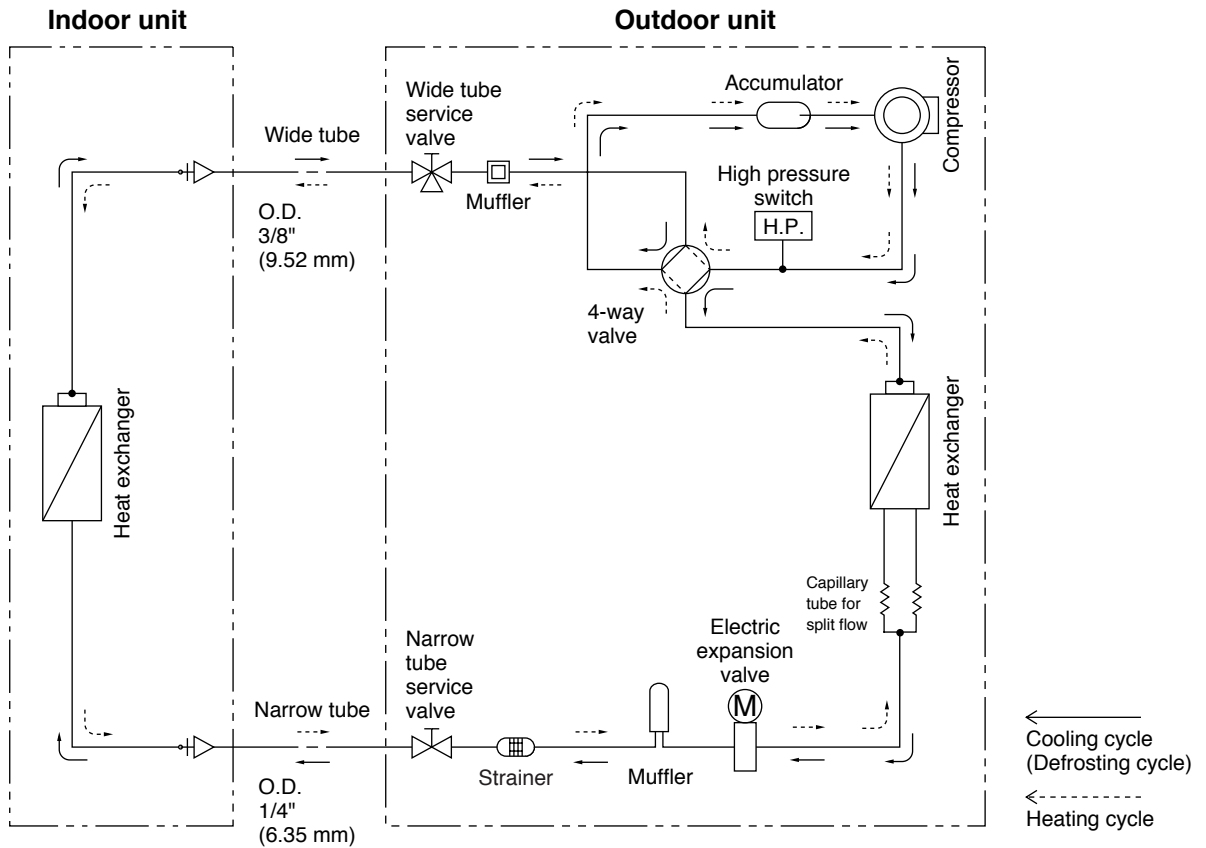 Indoor unit
Outdoor unit
Wide tube
service
valve
Accumulator
Compressor
Wide tube
Muffler
High pressure
switch
H.P.
O.D.
3/8"
(9.52 mm)
4-way
valve
Heat exchanger
Heat exchanger
Capillary
tube for
split flow
Narrow
tube
service
valve
Electric
expansion
valve
M
Narrow tube
Strainer
Muffler
O.D.
1/4"
(6.35 mm)
Cooling cycle
(Defrosting cycle)
Heating cycle